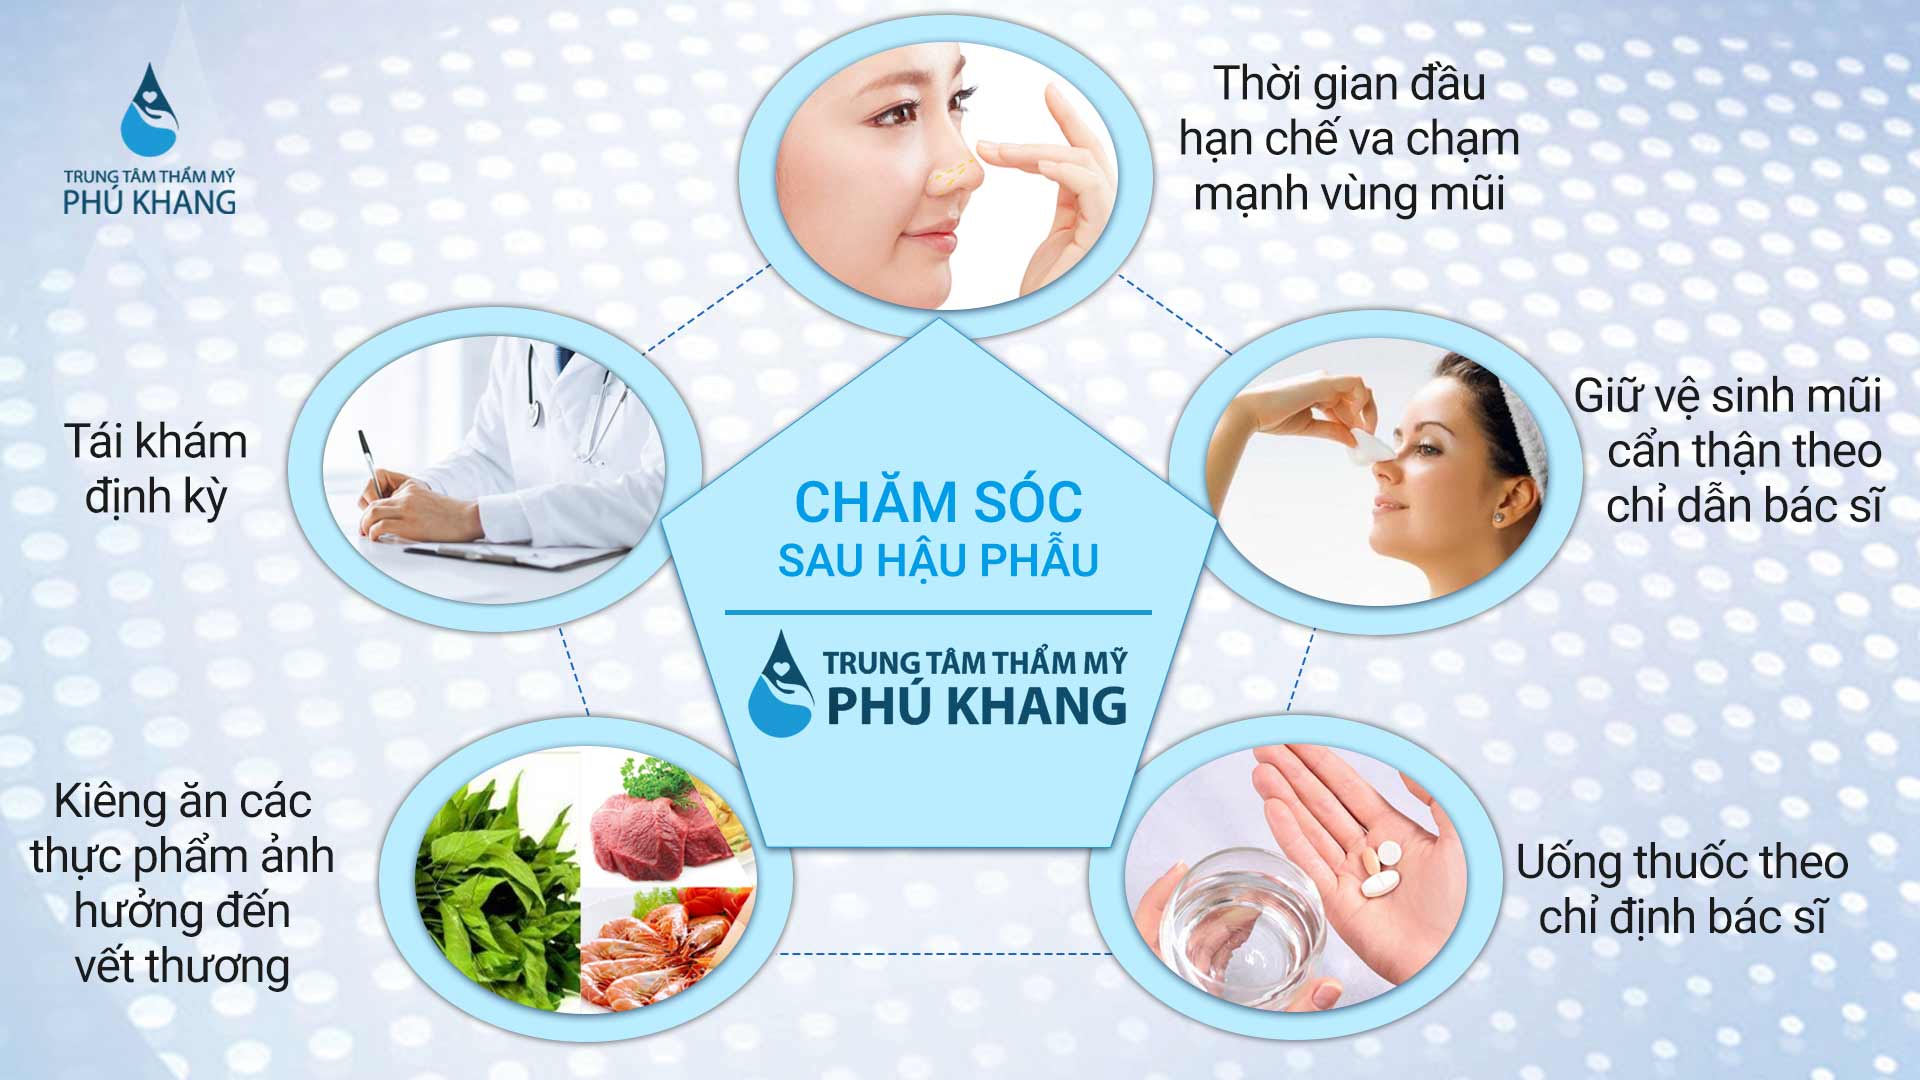 TRUNG TÂM THẨM MỸ
PHÚ KHANG
Thời gian đầu
hạn chế va chạm
mạnh vùng mũi
Giữ vệ sinh mũi
cẩn thận theo
chỉ dẫn bác sĩ
Tái khám
định kỳ
CHĂM SÓC
SAU HẬU PHẪU
TRUNG TÂM THẨM MỸ
PHÚ KHANG
Kiêng ăn các
thực phẩm ảnh
hưởng đến
vết thương
Uống thuốc theo
chỉ định bác sĩ